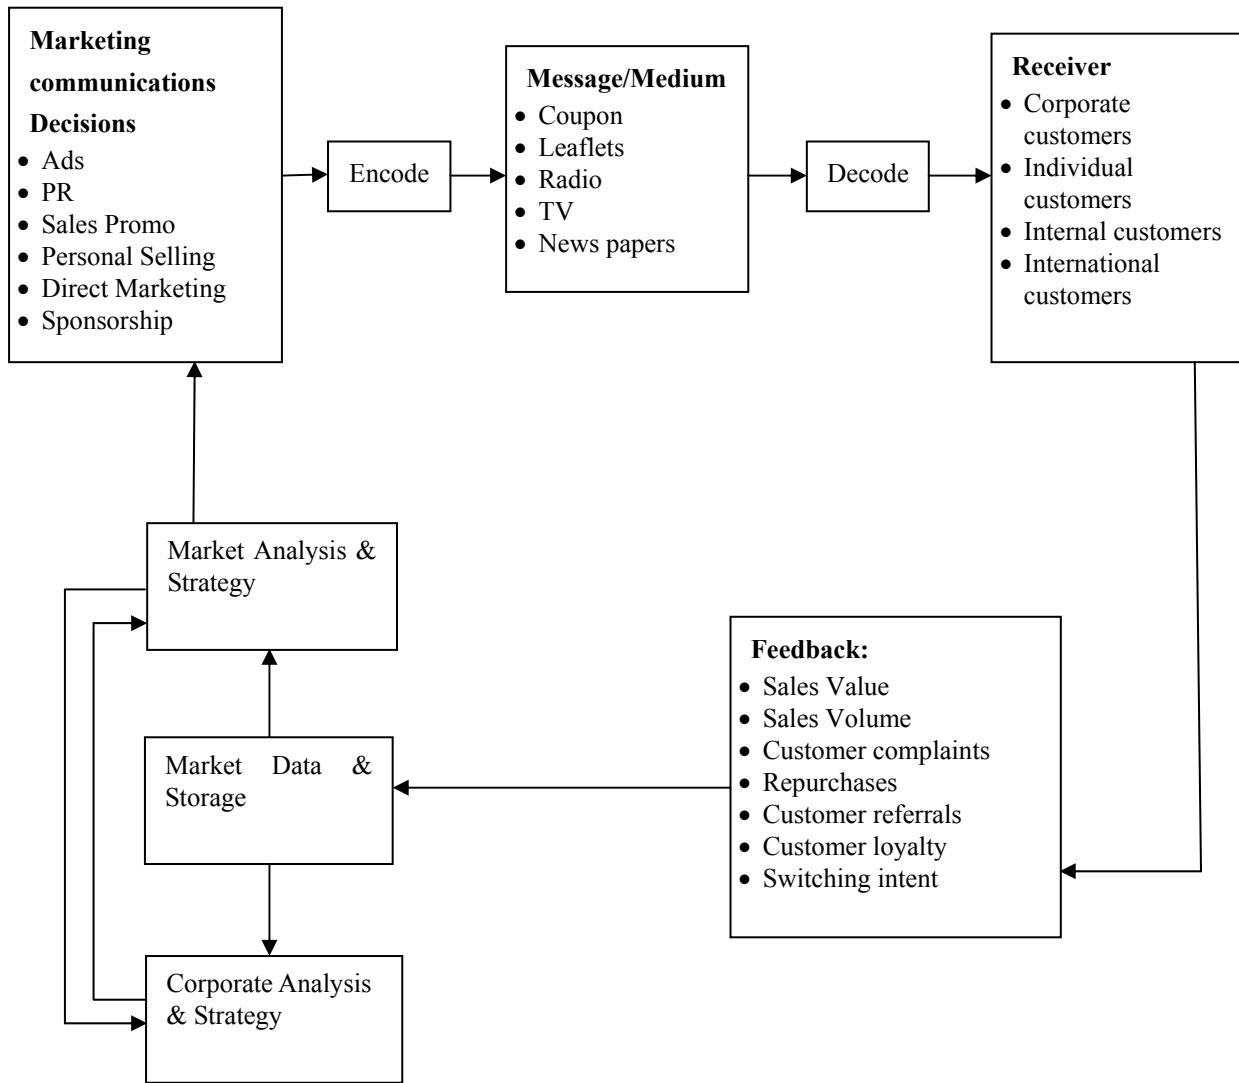 Marketing
communications
Decisions
• Ads
• PR
• Sales Promo
• Personal Selling
• Direct Marketing
• Sponsorship
Encode
Message/Medium
• Coupon
• Leaflets
• Radio
• TV
• News papers
Decode
Receiver
• Corporate
customers
• Individual
customers
• Internal customers
• International
customers
Market Analysis &
Strategy
Market Data &
Storage
Corporate Analysis
& Strategy
Feedback:
• Sales Value
• Sales Volume
• Customer complaints
• Repurchases
• Customer referrals
• Customer loyalty
• Switching intent